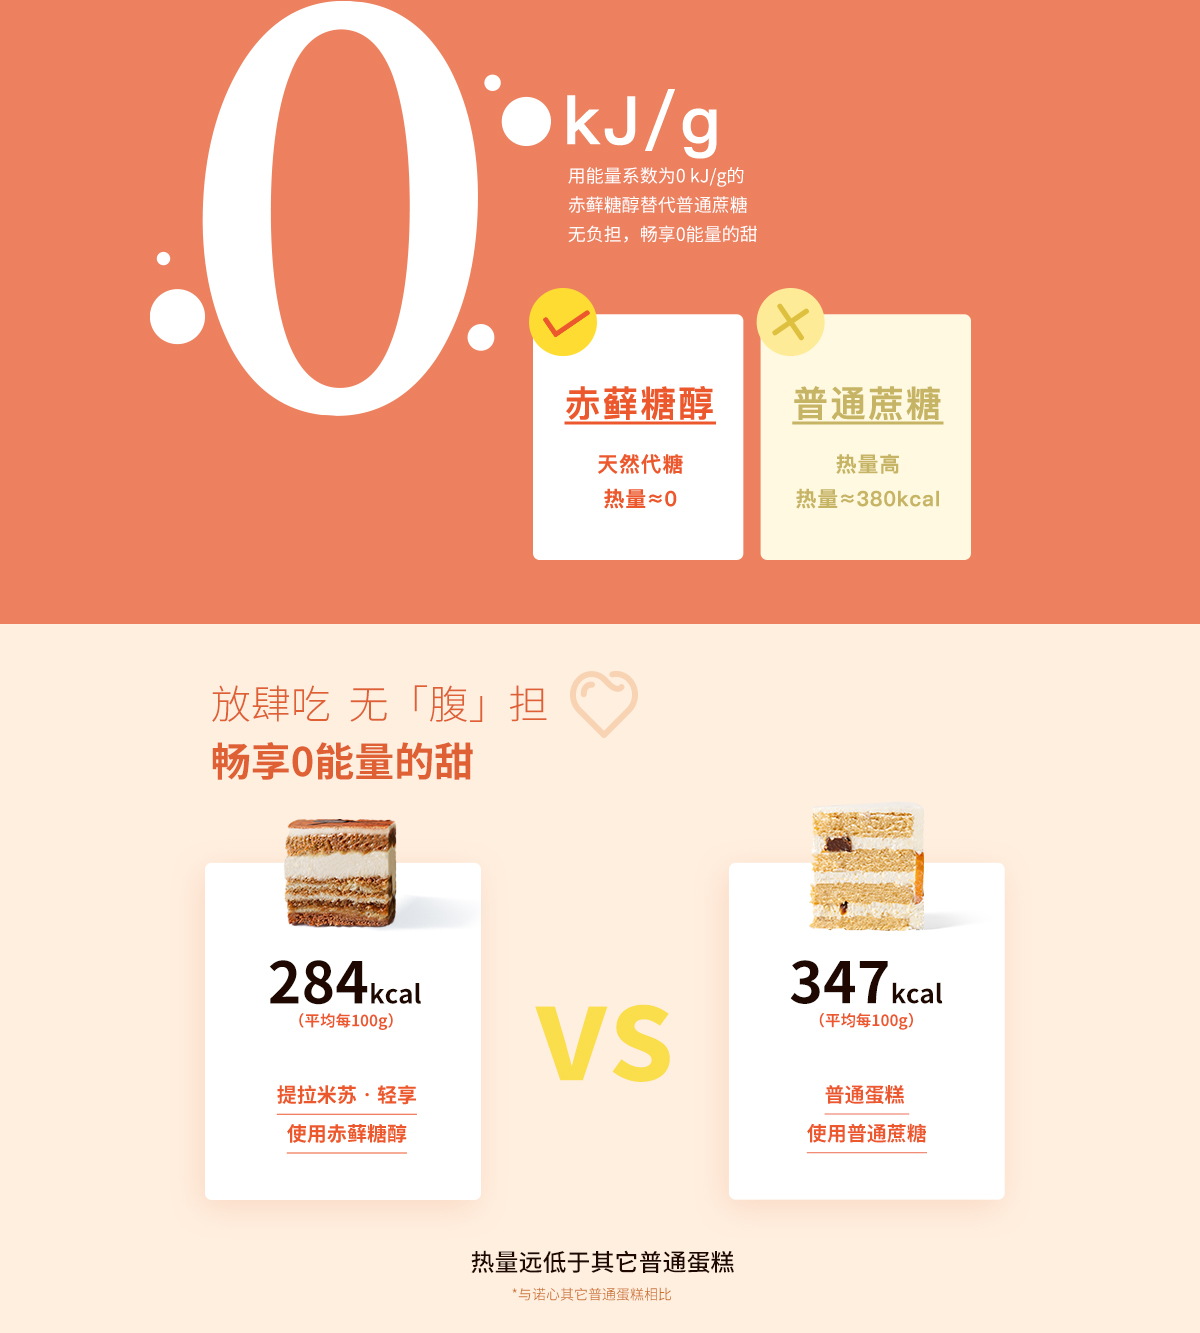 0
kJ/g
用能量系数为0 kJ/g的
赤藓糖醇替代普通蔗糖
无负担，畅享0能量的甜
赤藓糖醇
天然代糖
热量≈0
普通蔗糖
热量高
热量≈380kcal
放肆吃 无「腹」担
畅享0能量的甜
284kcal
（平均每100g）
提拉米苏·轻享
使用赤藓糖醇
VS
347kcal
（平均每100g）
普通蛋糕
使用普通蔗糖
热量远低于其它普通蛋糕
*与诺心其它普通蛋糕相比